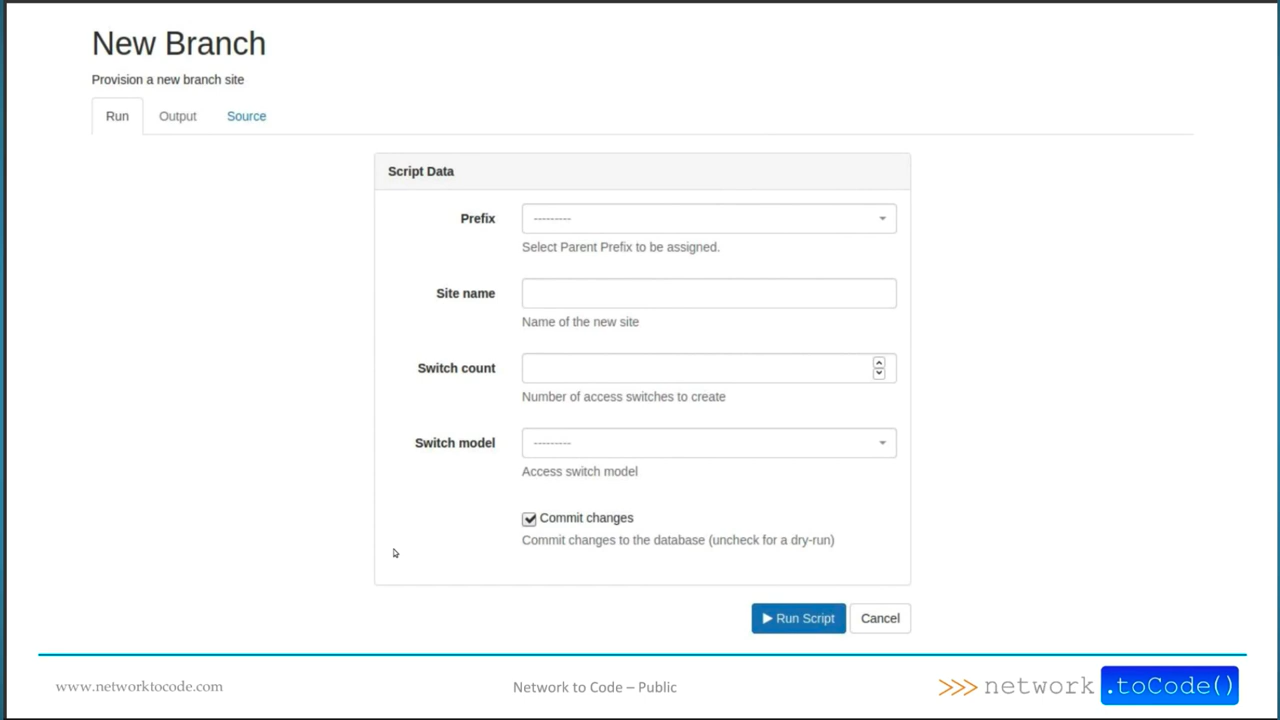 New Branch
Provision a new branch site
Run Output Source
Script Data
Prefix ---------
Select Parent Prefix to be assigned.
Site name
Name of the new site
Switch count
Number of access switches to create
Switch model ---------
Access switch model
Commit changes
Commit changes to the database (uncheck for a dry-run)
Run Script Cancel
www.networktocode.com Network to Code – Public >>> network .toCode()